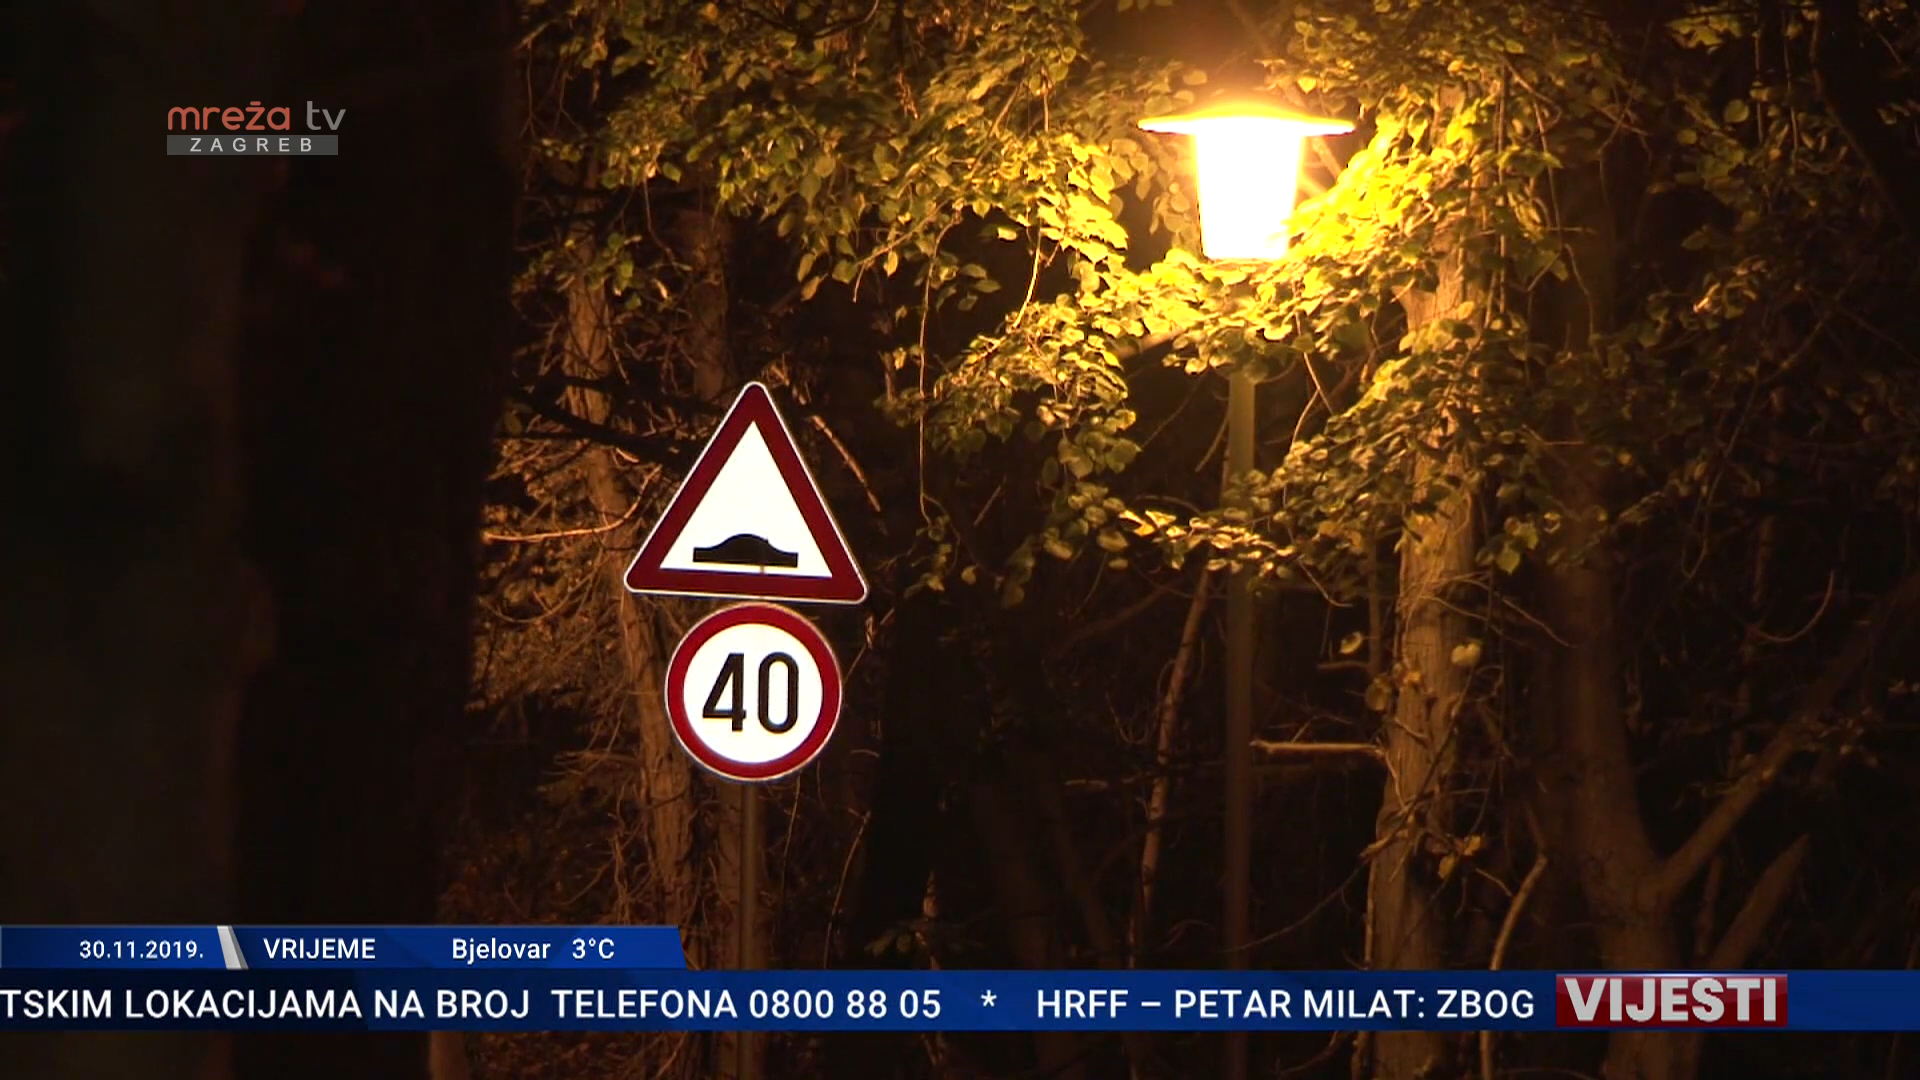 mreža tv
ZAGREB
40
30.11.2019. VRIJEME Bjelovar 3°C
TSKIM LOKACIJAMA NA BROJ TELEFONA 0800 88 05 * HRFF – PETAR MILAT: ZBOG VIJESTI